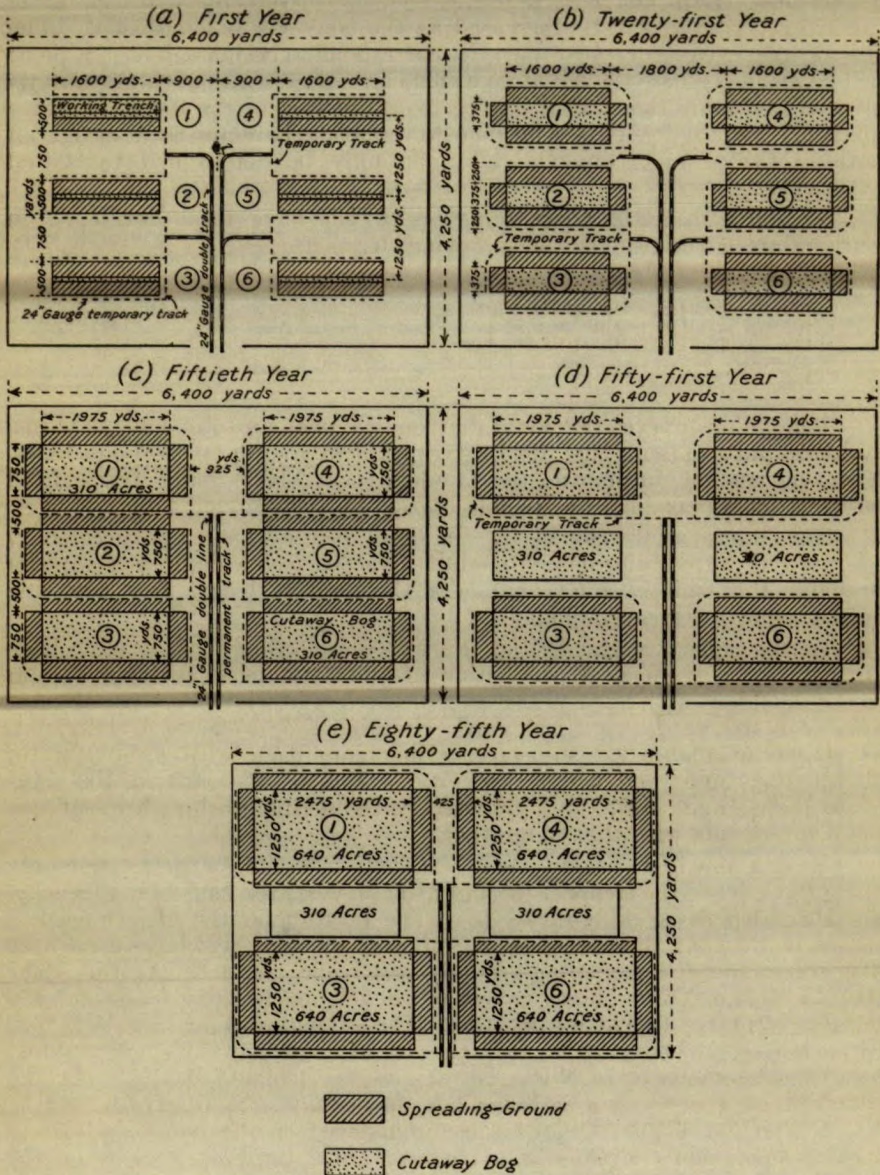 (a) First Year
6,400 yards
1600 yds.
900
900
1600 yds.
Working Trench
1
4
500
750
yards
500
750
500
Temporary Track
1250 yds.
1250 yds.
2
5
3
6
24" Gauge double track
24" Gauge temporary track
4,250 yards
(b) Twenty-first Year
6,400 yards
1600 yds.
1800 yds.
1600 yds.
1
4
375
250
375
250
375
2
5
Temporary Track
3
6
(c) Fiftieth Year
6,400 yards
1975 yds.
1975 yds.
1
310 Acres
4
yds.
750
yds
925
750
500
750
500
750
2
yds
750
5
yds
750
3
yds
750
Cutaway Bog
6
310 Acres
24" Gauge double line
permanent track
4,250 yards
(d) Fifty-first Year
6,400 yards
1975 yds.
1975 yds.
1
4
Temporary Track
310 Acres
310 Acres
3
6
(e) Eighty-fifth Year
6,400 yards
2475 yards
425
2475 yards
1
4
1250 yds.
1250 yds.
640 Acres
640 Acres
310 Acres
310 Acres
3
6
1250 yds.
1250 yds.
640 Acres
640 Acres
4,250 yards
Spreading-Ground
Cutaway Bog